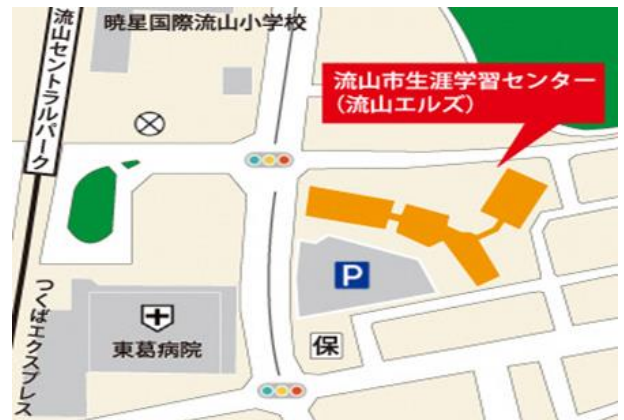 暁星国際流山小学校
流山セントラルパーク
流山市生涯学習センター
(流山エルズ)
P
つくばエクスプレス
東葛病院
保